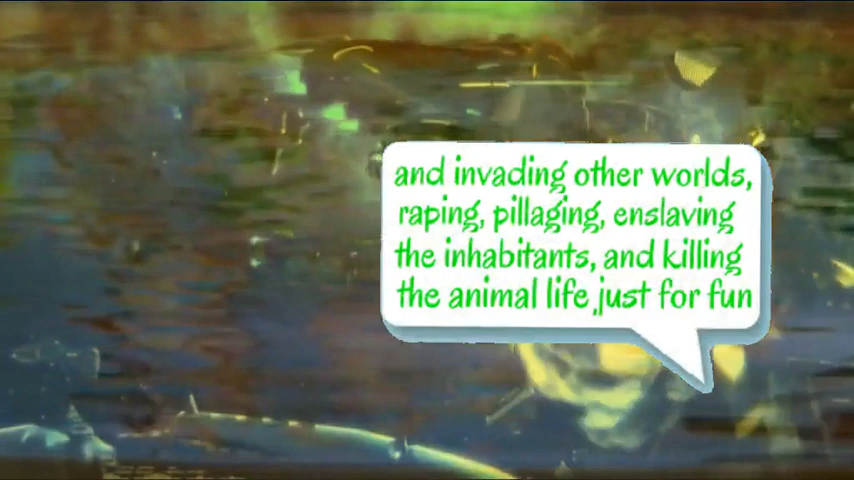 and invading other worlds,
raping, pillaging, enslaving
the inhabitants, and killing
the animal life,just for fun